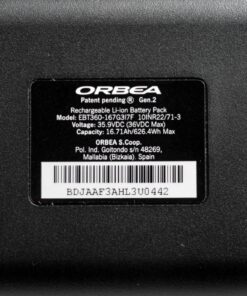 ORBEA
Patent pending® Gen.2
Rechargeable Li-ion Battery Pack
Model: EBT360-167G3I7F 10INR22/71-3
Voltage: 35.9VDC (36VDC Max)
Capacity: 16.71Ah/626.4Wh Max
ORBEA S.Coop.
Pol. Ind. Goitondo s/n 48269,
Mallabia (Bizkaia). Spain
BDJAAF3AHL3U0442